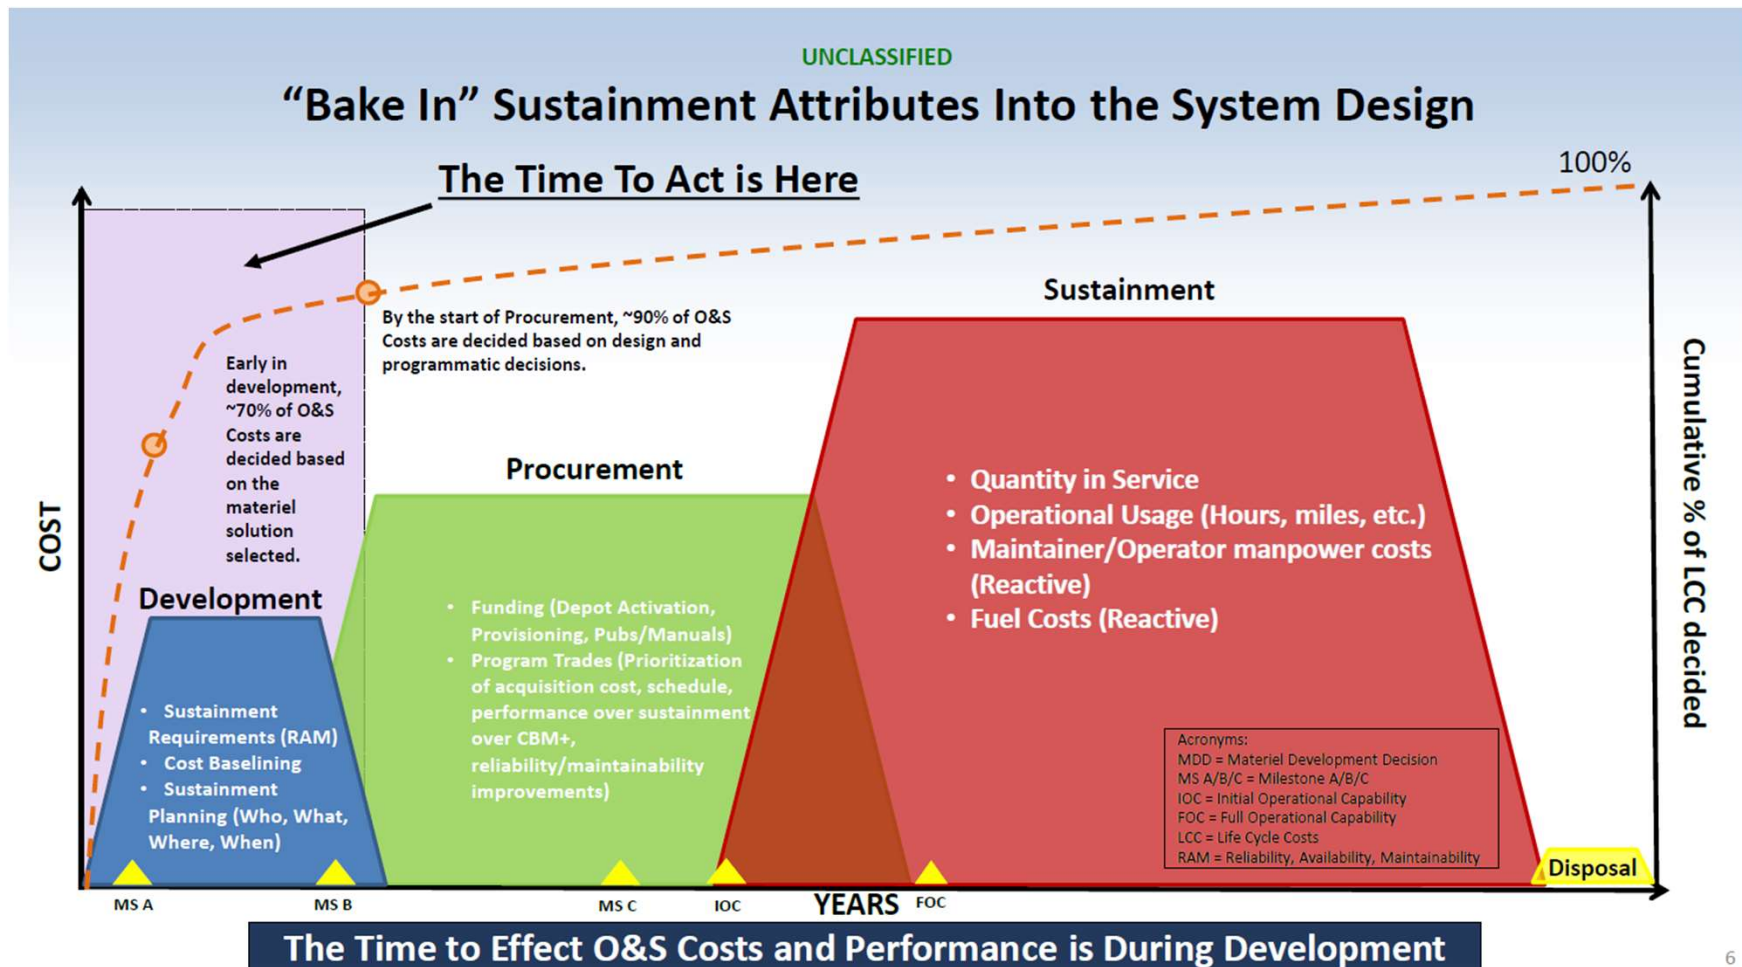 UNCLASSIFIED
“Bake In” Sustainment Attributes Into the System Design
The Time To Act is Here
100%
By the start of Procurement, ~90% of O&S
Costs are decided based on design and
programmatic decisions.
Early in
development,
~70% of O&S
Costs are
decided based
on the
materiel
solution
selected.
COST
Cumulative % of LCC decided
Development
• Sustainment
Requirements (RAM)
• Cost Baselining
• Sustainment
Planning (Who, What,
Where, When)
Procurement
• Funding (Depot Activation,
Provisioning, Pubs/Manuals)
• Program Trades (Prioritization
of acquisition cost, schedule,
performance over sustainment
over CBM+,
reliability/maintainability
improvements)
Sustainment
• Quantity in Service
• Operational Usage (Hours, miles, etc.)
• Maintainer/Operator manpower costs
(Reactive)
• Fuel Costs (Reactive)
Acronyms:
MDD = Materiel Development Decision
MS A/B/C = Milestone A/B/C
IOC = Initial Operational Capability
FOC = Full Operational Capability
LCC = Life Cycle Costs
RAM = Reliability, Availability, Maintainability
Disposal
MS A
MS B
MS C
IOC
YEARS
FOC
The Time to Effect O&S Costs and Performance is During Development
6